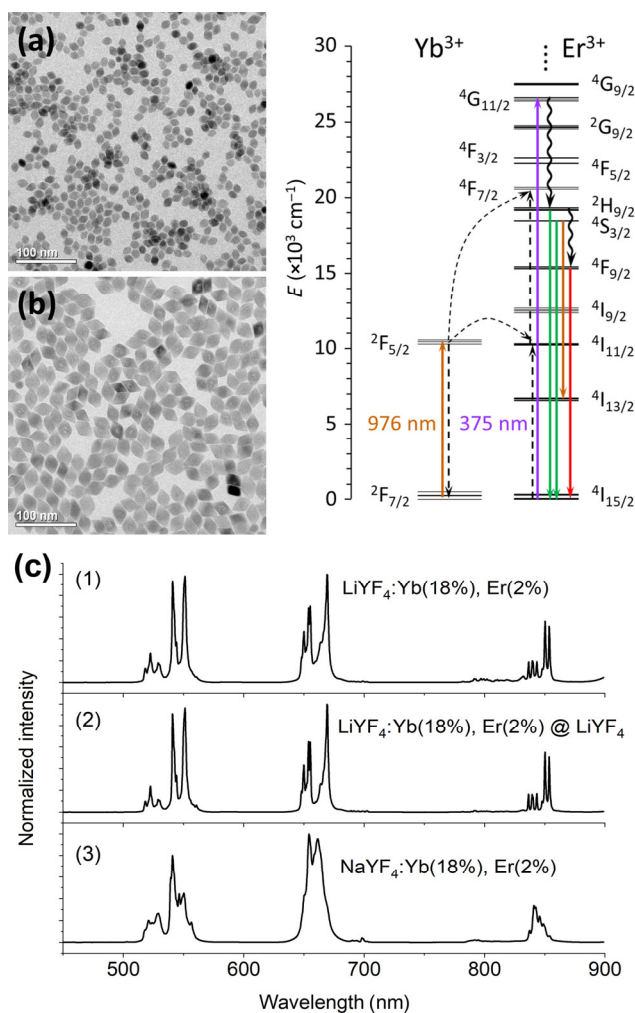 (a)
100 nm
(b)
100 nm
Yb³⁺
Er³⁺
E (×10³ cm⁻¹)
30
25
20
15
10
5
0
²F₅/₂
²F₇/₂
976 nm
375 nm
⁴G₁₁/₂
⁴F₃/₂
⁴F₇/₂
⁴G₉/₂
²G₉/₂
⁴F₅/₂
²H₉/₂
⁴S₃/₂
⁴F₉/₂
⁴I₉/₂
⁴I₁₁/₂
⁴I₁₃/₂
⁴I₁₅/₂
(c)
Normalized intensity
(1)
LiYF₄:Yb(18%), Er(2%)
(2)
LiYF₄:Yb(18%), Er(2%) @ LiYF₄
(3)
NaYF₄:Yb(18%), Er(2%)
500 600 700 800 900
Wavelength (nm)